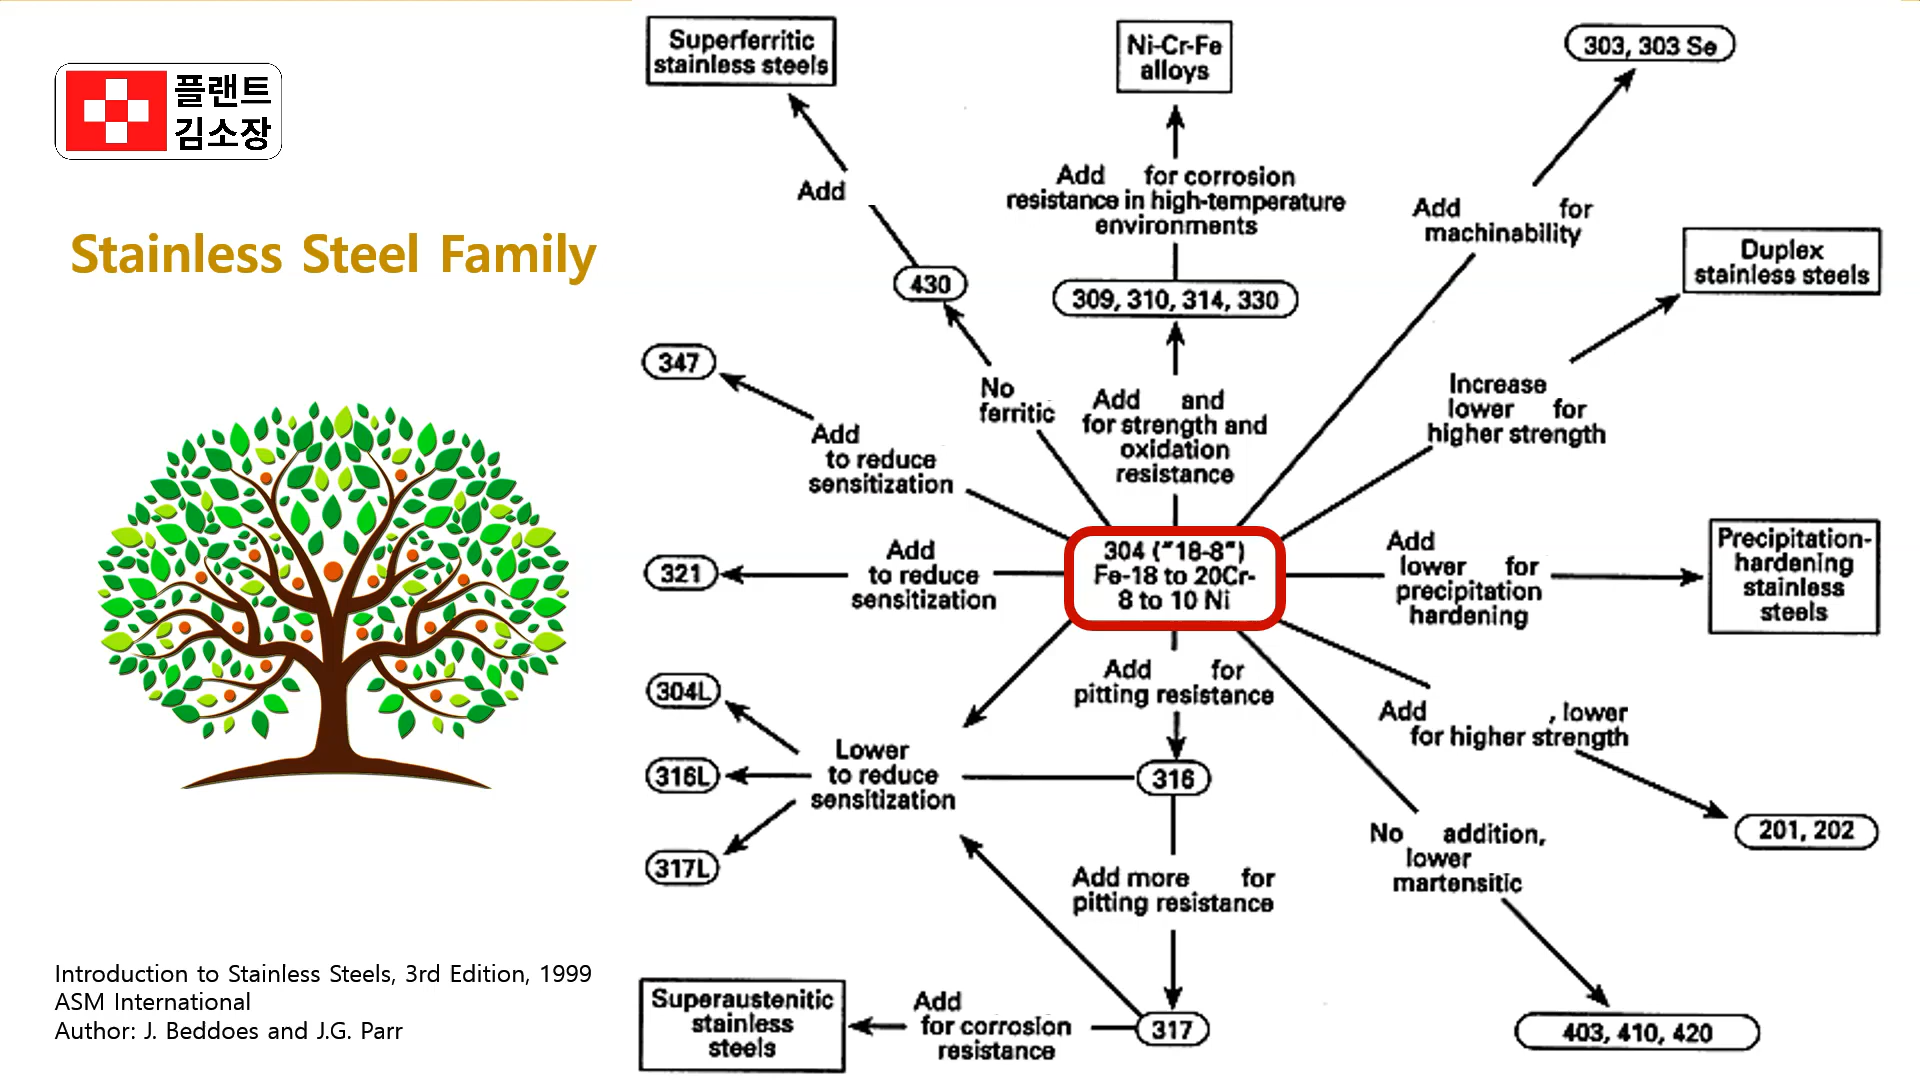 플랜트
김소장
Stainless Steel Family
Introduction to Stainless Steels, 3rd Edition, 1999
ASM International
Author: J. Beddoes and J.G. Parr
Superferritic
stainless steels
Ni-Cr-Fe
alloys
303, 303 Se
Add
Add for corrosion
resistance in high-temperature
environments
Add for
machinability
Duplex
stainless steels
430
309, 310, 314, 330
347
No
ferritic
Add and
for strength and
oxidation
resistance
Increase
lower for
higher strength
Add
to reduce
sensitization
304 ("18-8")
Fe-18 to 20Cr-
8 to 10 Ni
321
Add
to reduce
sensitization
Add
lower for
precipitation
hardening
Precipitation-
hardening
stainless
steels
Add for
pitting resistance
304L
316L
317L
Lower
to reduce
sensitization
316
Add , lower
for higher strength
201, 202
No addition,
lower
martensitic
Add more for
pitting resistance
Superaustenitic
stainless
steels
Add
for corrosion
resistance
317
403, 410, 420